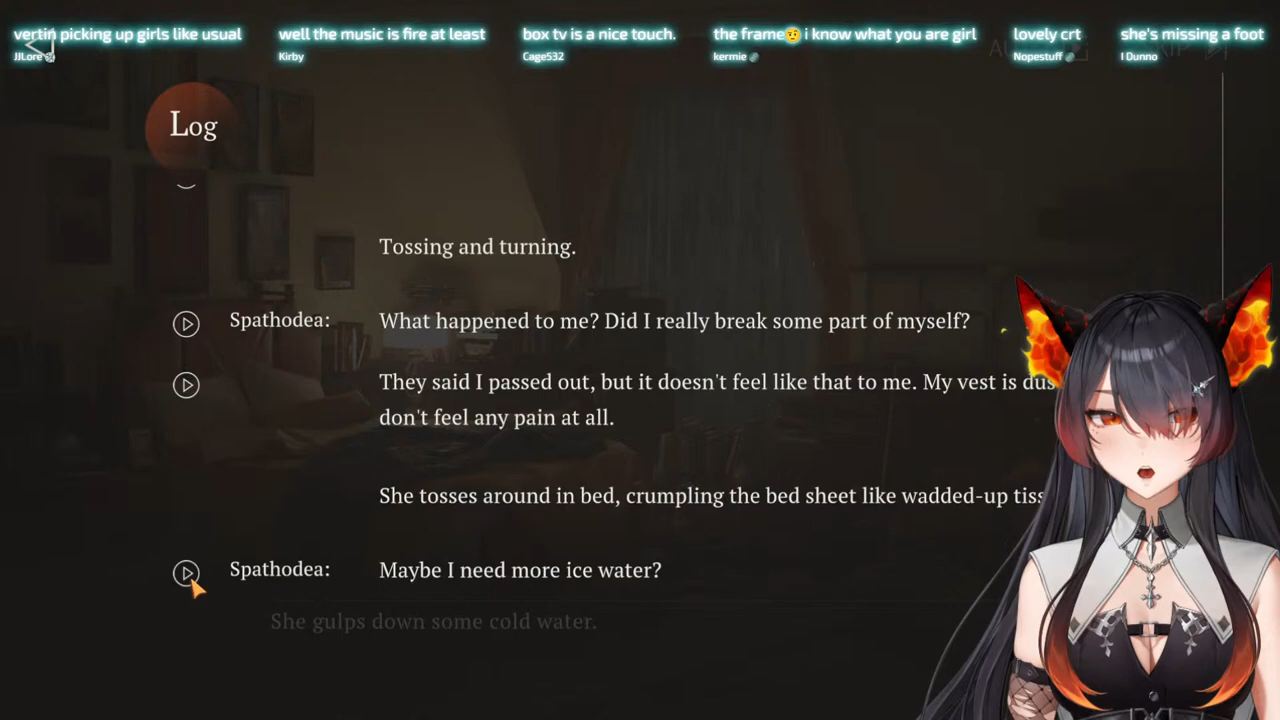 vertin picking up girls like usual
JJLore
well the music is fire at least
Kirby
box tv is a nice touch.
Cage532
the frame🤨 i know what you are girl
kermie
lovely crt
Nopestuff
she's missing a foot
I Dunno
Log
Tossing and turning.
Spathodea: What happened to me? Did I really break some part of myself?
They said I passed out, but it doesn't feel like that to me. My vest is
don't feel any pain at all.
She tosses around in bed, crumpling the bed sheet like wadded-up
Spathodea: Maybe I need more ice water?
She gulps down some cold water.